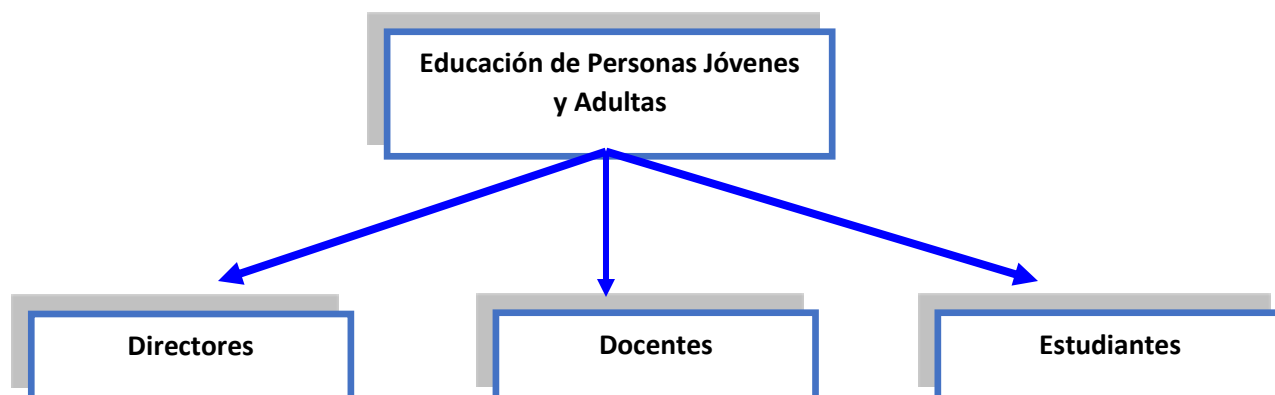 Educación de Personas Jóvenes
y Adultas
Directores
Docentes
Estudiantes